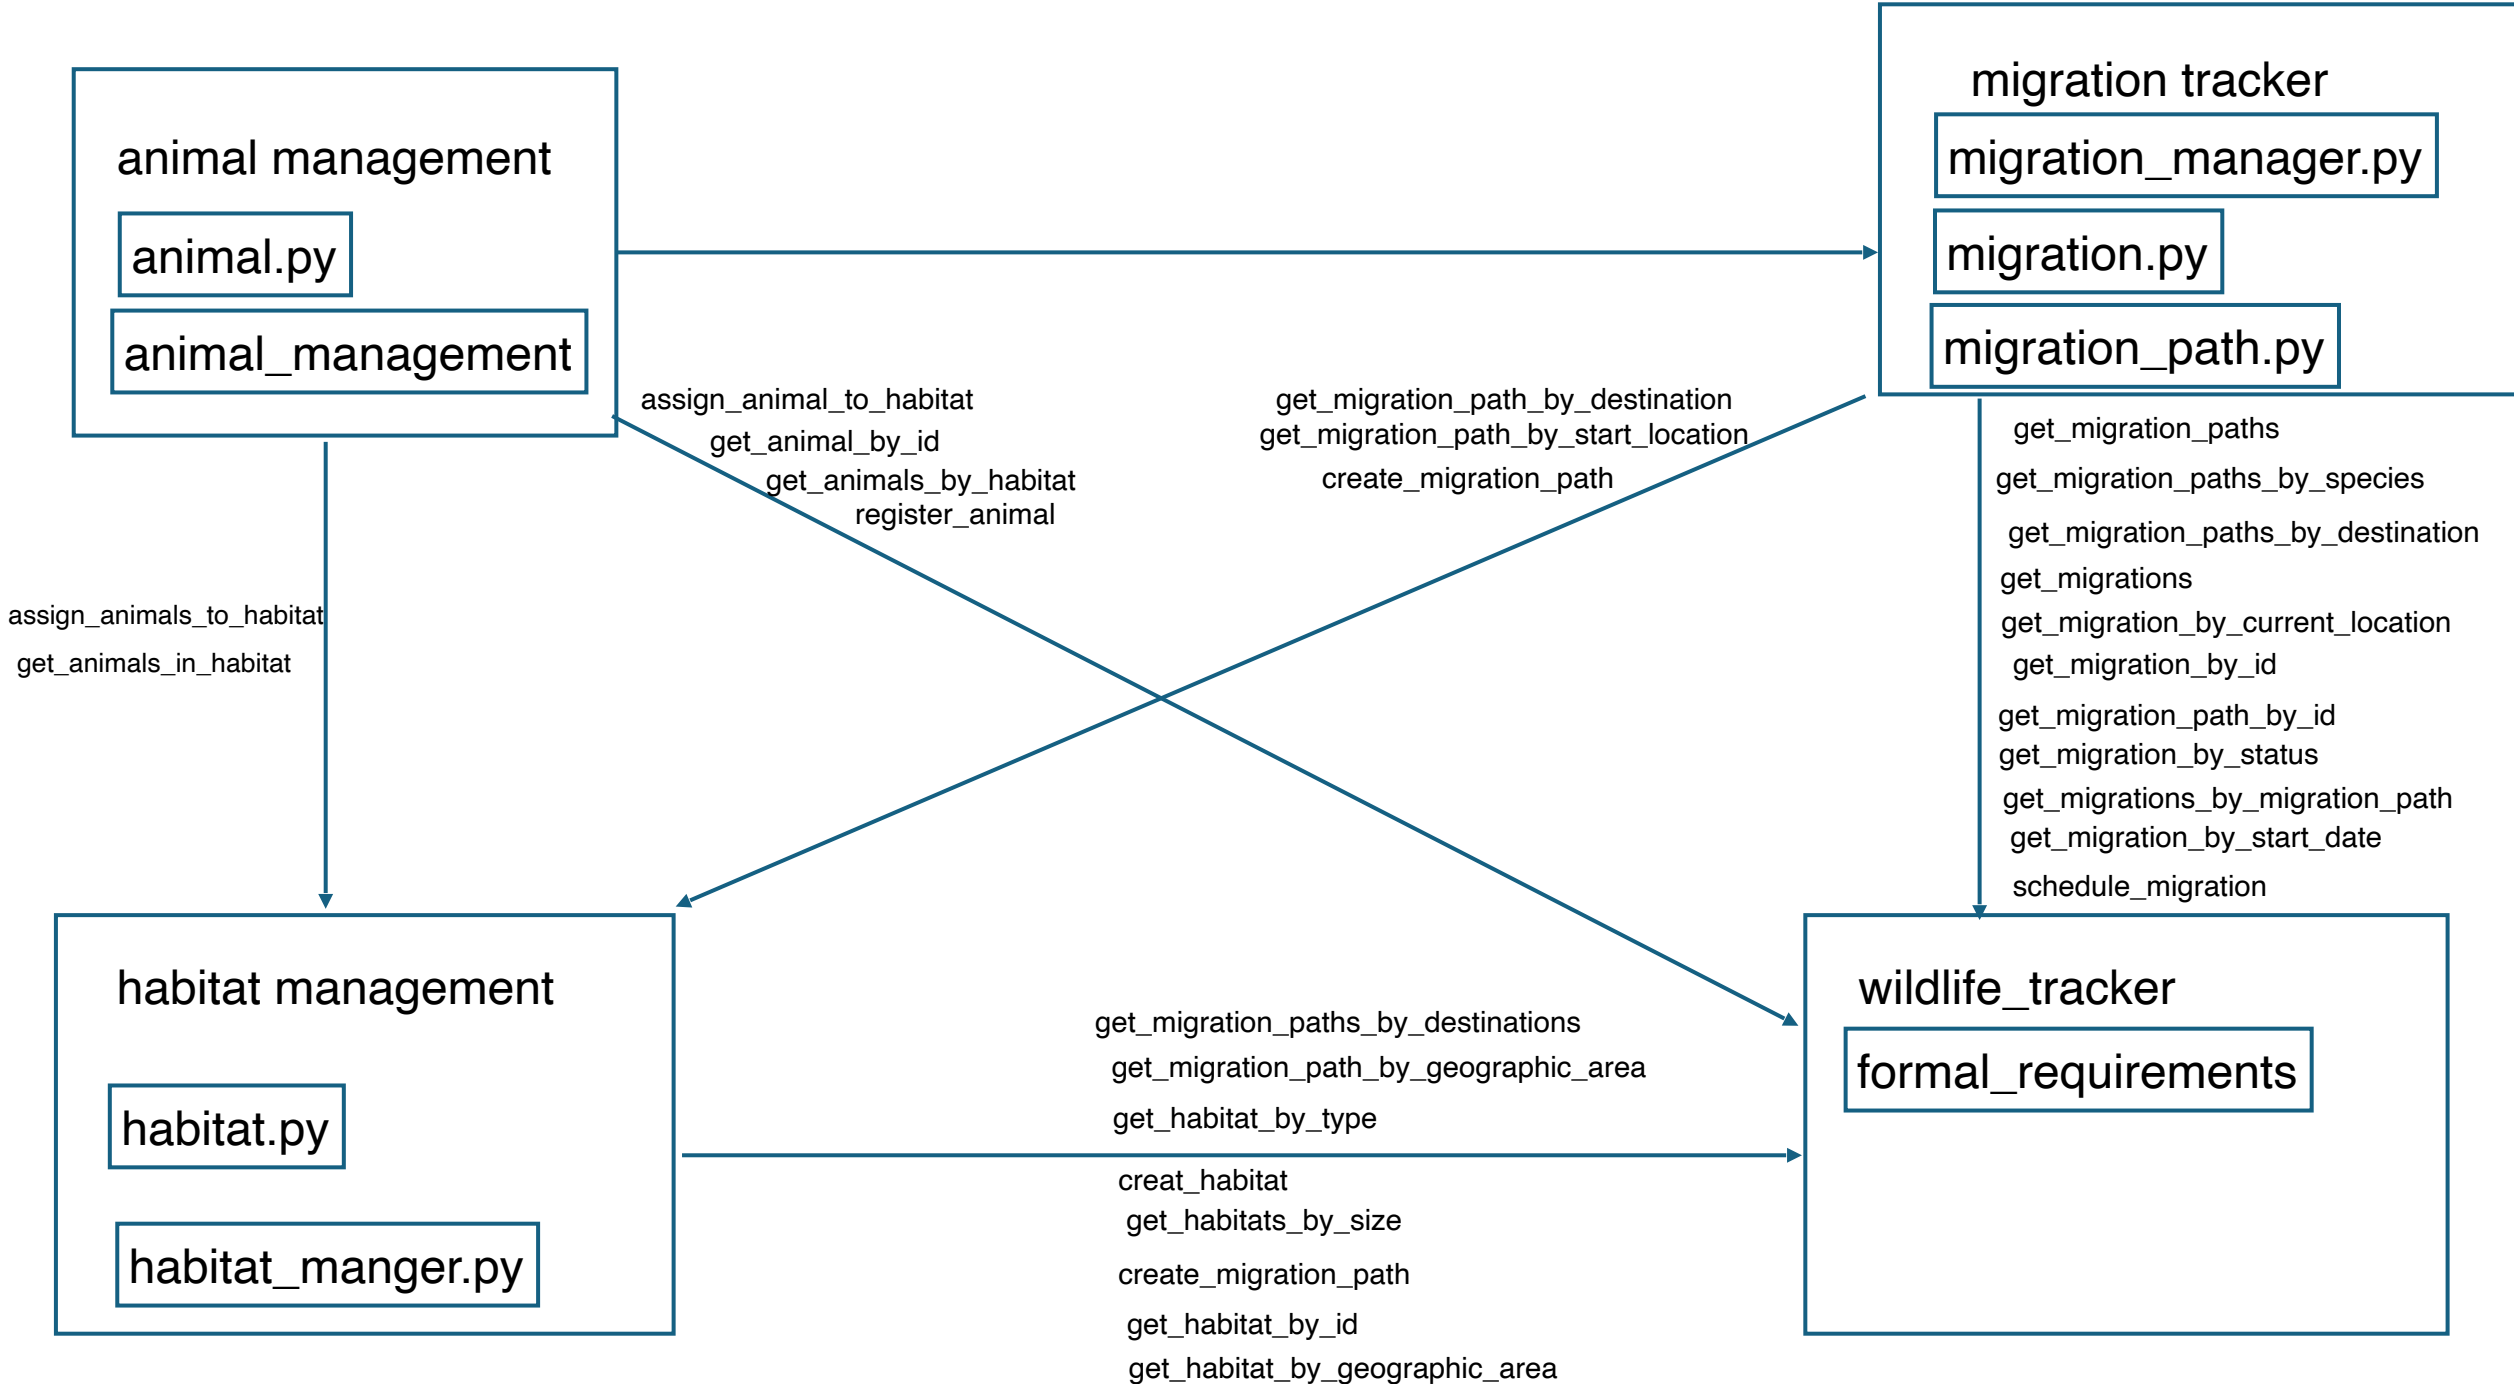 animal management
animal.py
animal_management
migration tracker
migration_manager.py
migration.py
migration_path.py
assign_animal_to_habitat
get_animal_by_id
get_animals_by_habitat
register_animal
get_migration_path_by_destination
get_migration_path_by_start_location
create_migration_path
get_migration_paths
get_migration_paths_by_species
get_migration_paths_by_destination
get_migrations
get_migration_by_current_location
get_migration_by_id
get_migration_path_by_id
get_migration_by_status
get_migrations_by_migration_path
get_migration_by_start_date
schedule_migration
assign_animals_to_habitat
get_animals_in_habitat
habitat management
habitat.py
habitat_manger.py
get_migration_paths_by_destinations
get_migration_path_by_geographic_area
get_habitat_by_type
creat_habitat
get_habitats_by_size
create_migration_path
get_habitat_by_id
get_habitat_by_geographic_area
wildlife_tracker
formal_requirements